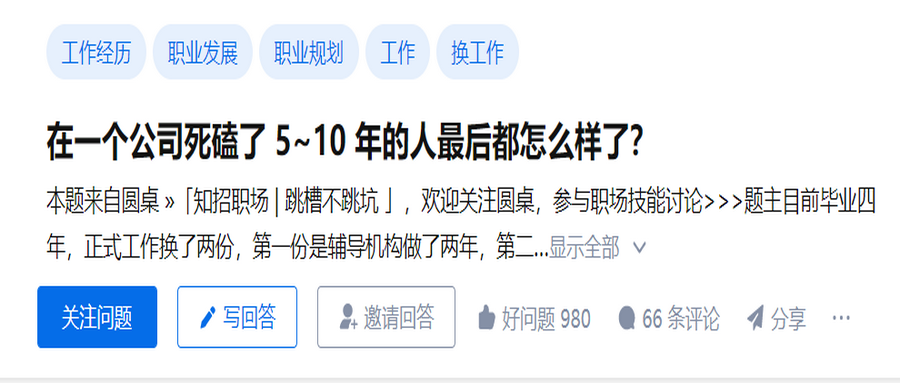 工作经历 职业发展 职业规划 工作 换工作
在一个公司死磕了 5~10 年的人最后都怎么样了?
本题来自圆桌 »「知招职场 | 跳槽不跳坑 」，欢迎关注圆桌，参与职场技能讨论>>>题主目前毕业四
年，正式工作换了两份，第一份是辅导机构做了两年，第二...显示全部
关注问题 写回答 邀请回答 好问题 980 66 条评论 分享 ···